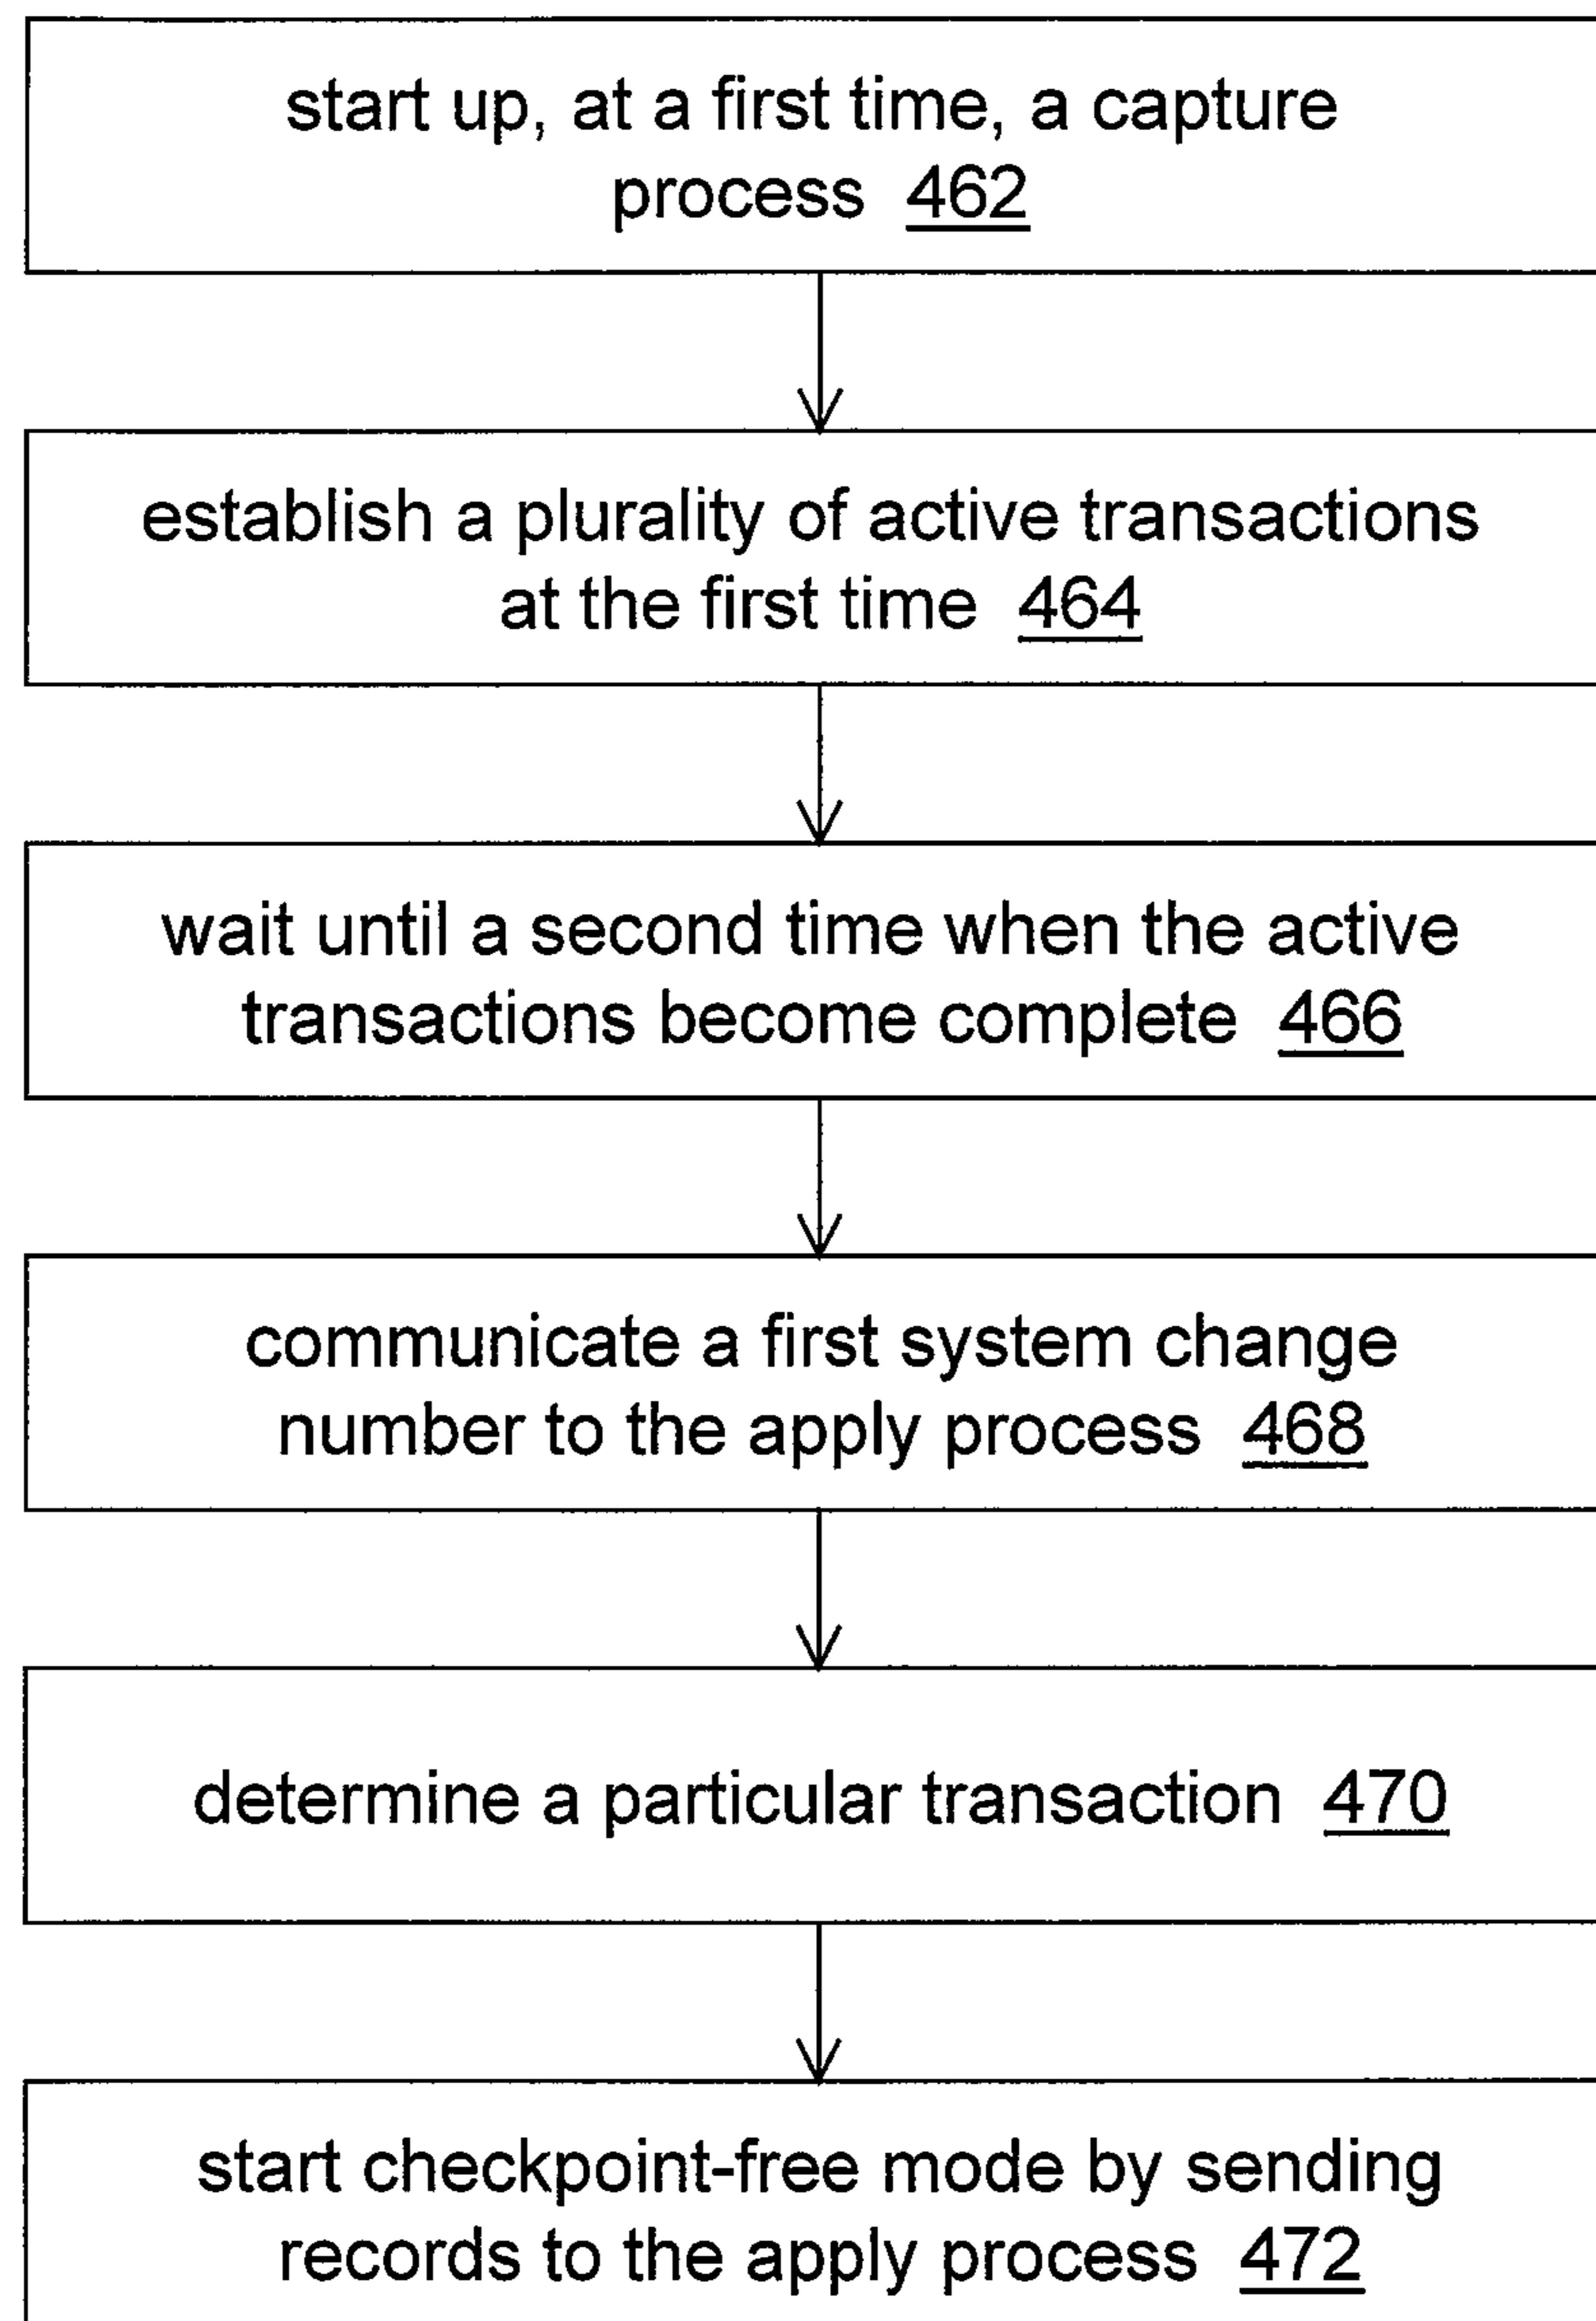 start up, at a first time, a capture
process 462
establish a plurality of active transactions
at the first time 464
wait until a second time when the active
transactions become complete 466
communicate a first system change
number to the apply process 468
determine a particular transaction 470
start checkpoint-free mode by sending
records to the apply process 472